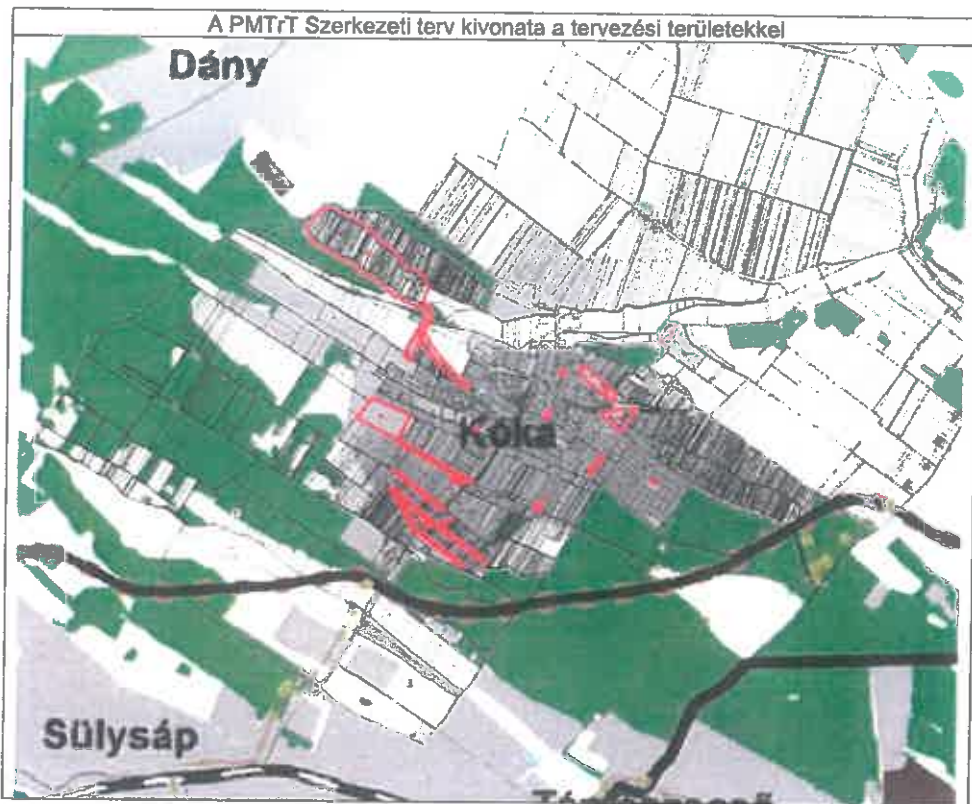 A PMTrT Szerkezeti terv kivonata a tervezési területekkel
Dány
Kóka
Sülysáp